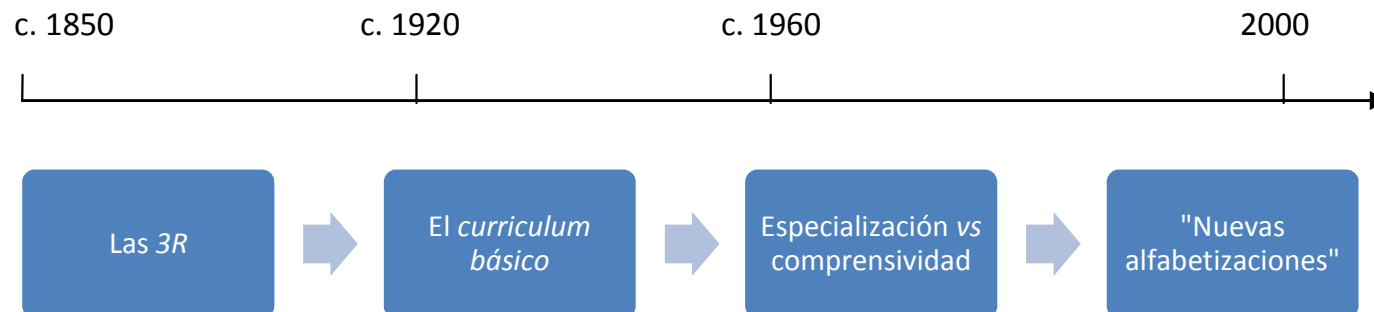 c. 1850 c. 1920 c. 1960 2000
Las 3R
El curriculum
básico
Especialización vs
comprensividad
"Nuevas
alfabetizaciones"